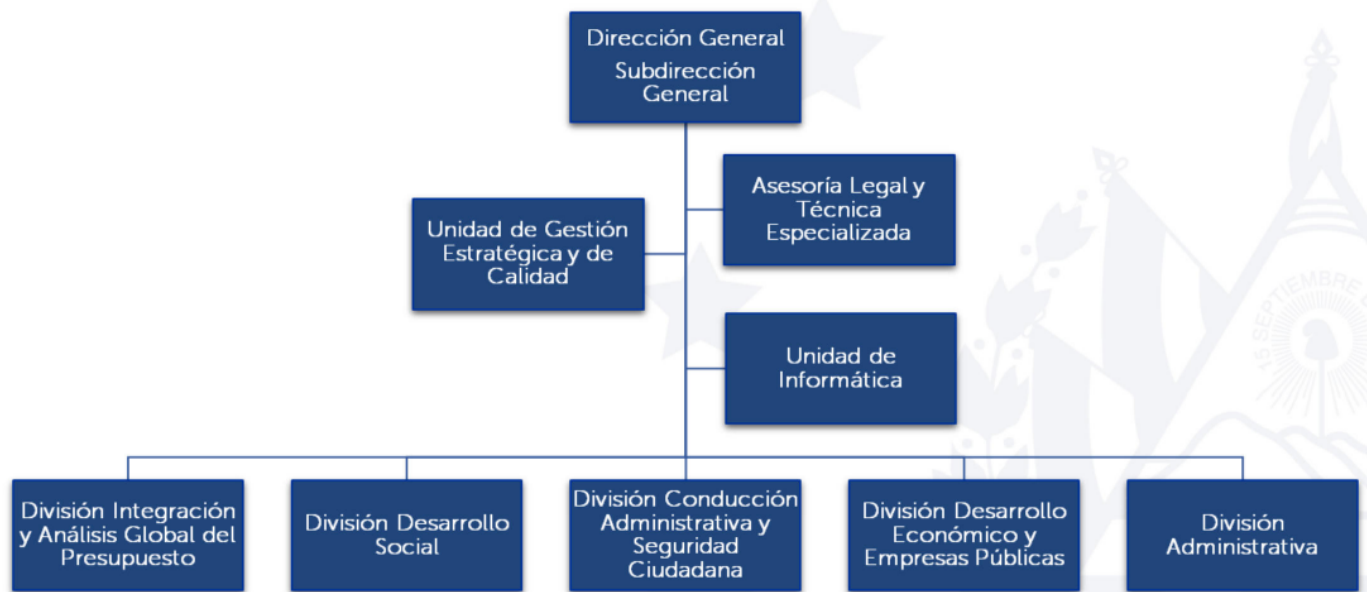 Dirección General
Subdirección
General
Asesoría Legal y
Técnica
Especializada
Unidad de Gestión
Estratégica y de
Calidad
Unidad de
Informática
División Integración
y Análisis Global del
Presupuesto
División Desarrollo
Social
División Conducción
Administrativa y
Seguridad
Ciudadana
División Desarrollo
Económico y
Empresas Públicas
División
Administrativa
15 SEPTIEMBRE